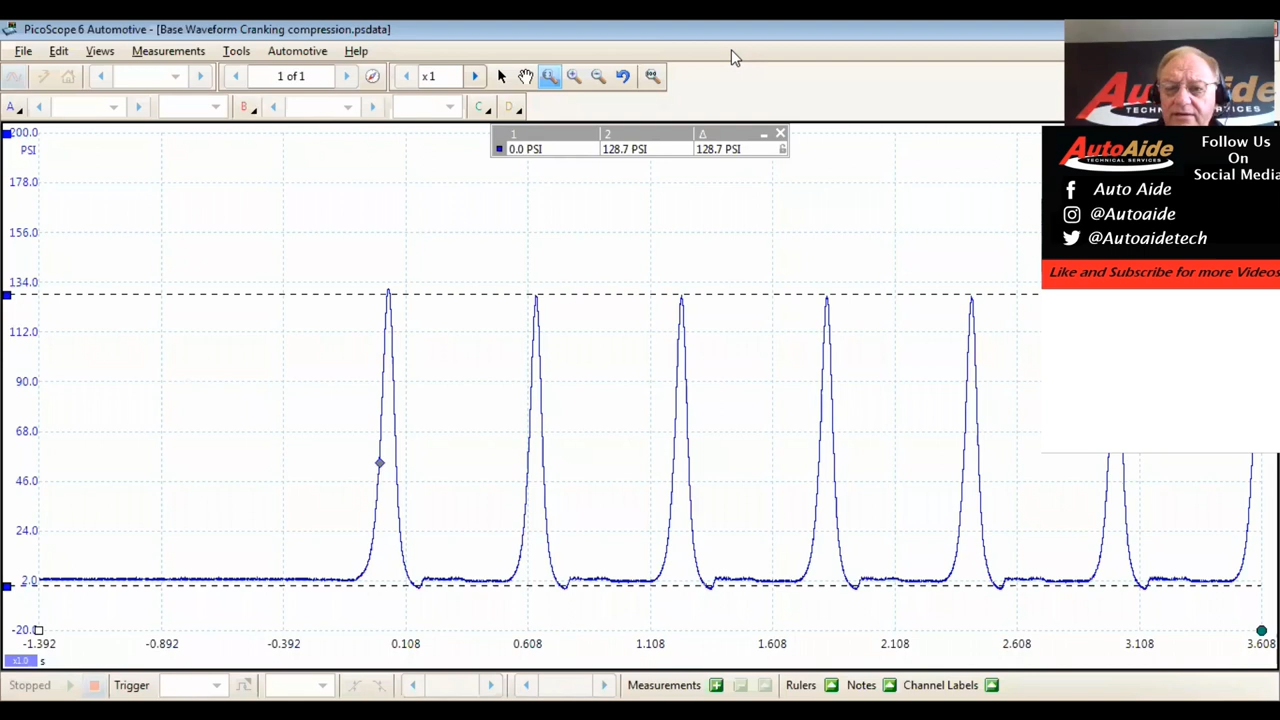 PicoScope 6 Automotive - [Base Waveform Cranking compression.psdata]
File Edit Views Measurements Tools Automotive Help
1 of 1 x1
A B C D
1 2 Δ
0.0 PSI 128.7 PSI 128.7 PSI
200.0
PSI
178.0
156.0
134.0
112.0
90.0
68.0
46.0
24.0
2.0
-20.0
-1.392 -0.892 -0.392 0.108 0.608 1.108 1.608 2.108 2.608 3.108 3.608
x1.0 s
Stopped Trigger Measurements Rulers Notes Channel Labels
AutoAide
TECHNICAL SERVICES
Follow Us
On
Social Media
Auto Aide
@Autoaide
@Autoaidetech
Like and Subscribe for more Videos